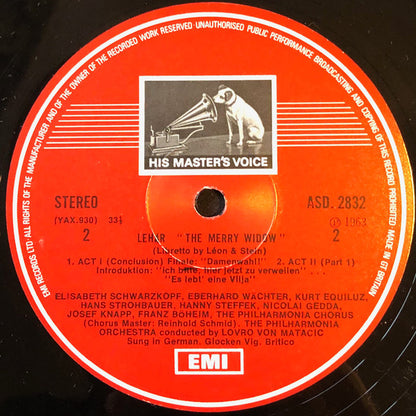 EMI RECORDS LTD ALL RIGHTS OF THE MANUFACTURER AND OF THE OWNER OF THE RECORDED WORK RESERVED·UNAUTHORISED PUBLIC PERFORMANCE BROADCASTING AND COPYING OF THIS RECORD PROHIBITED. MADE IN GT BRITAIN
HIS MASTER'S VOICE
STEREO
(YAX.930) 33⅓
2
ASD. 2832
Ⓟ 1963
2
LEHÁR "THE MERRY WIDOW"
(Libretto by Léon & Stein)
1. ACT I (Conclusion) Finale: "Damenwahl!" 2. ACT II (Part 1)
Introduktion: "ich bitte, hier jetzt zu verweilen" . . .
"Es lebt' eine Vilja"
ELISABETH SCHWARZKOPF, EBERHARD WÄCHTER, KURT EQUILUZ,
HANS STROHBAUER, HANNY STEFFEK, NICOLAI GEDDA,
JOSEF KNAPP, FRANZ BOHEIM, THE PHILHARMONIA CHORUS
(Chorus Master: Reinhold Schmid), THE PHILHARMONIA
ORCHESTRA conducted by LOVRO VON MATACIC
Sung in German. Glocken Vlg. Britico
EMI